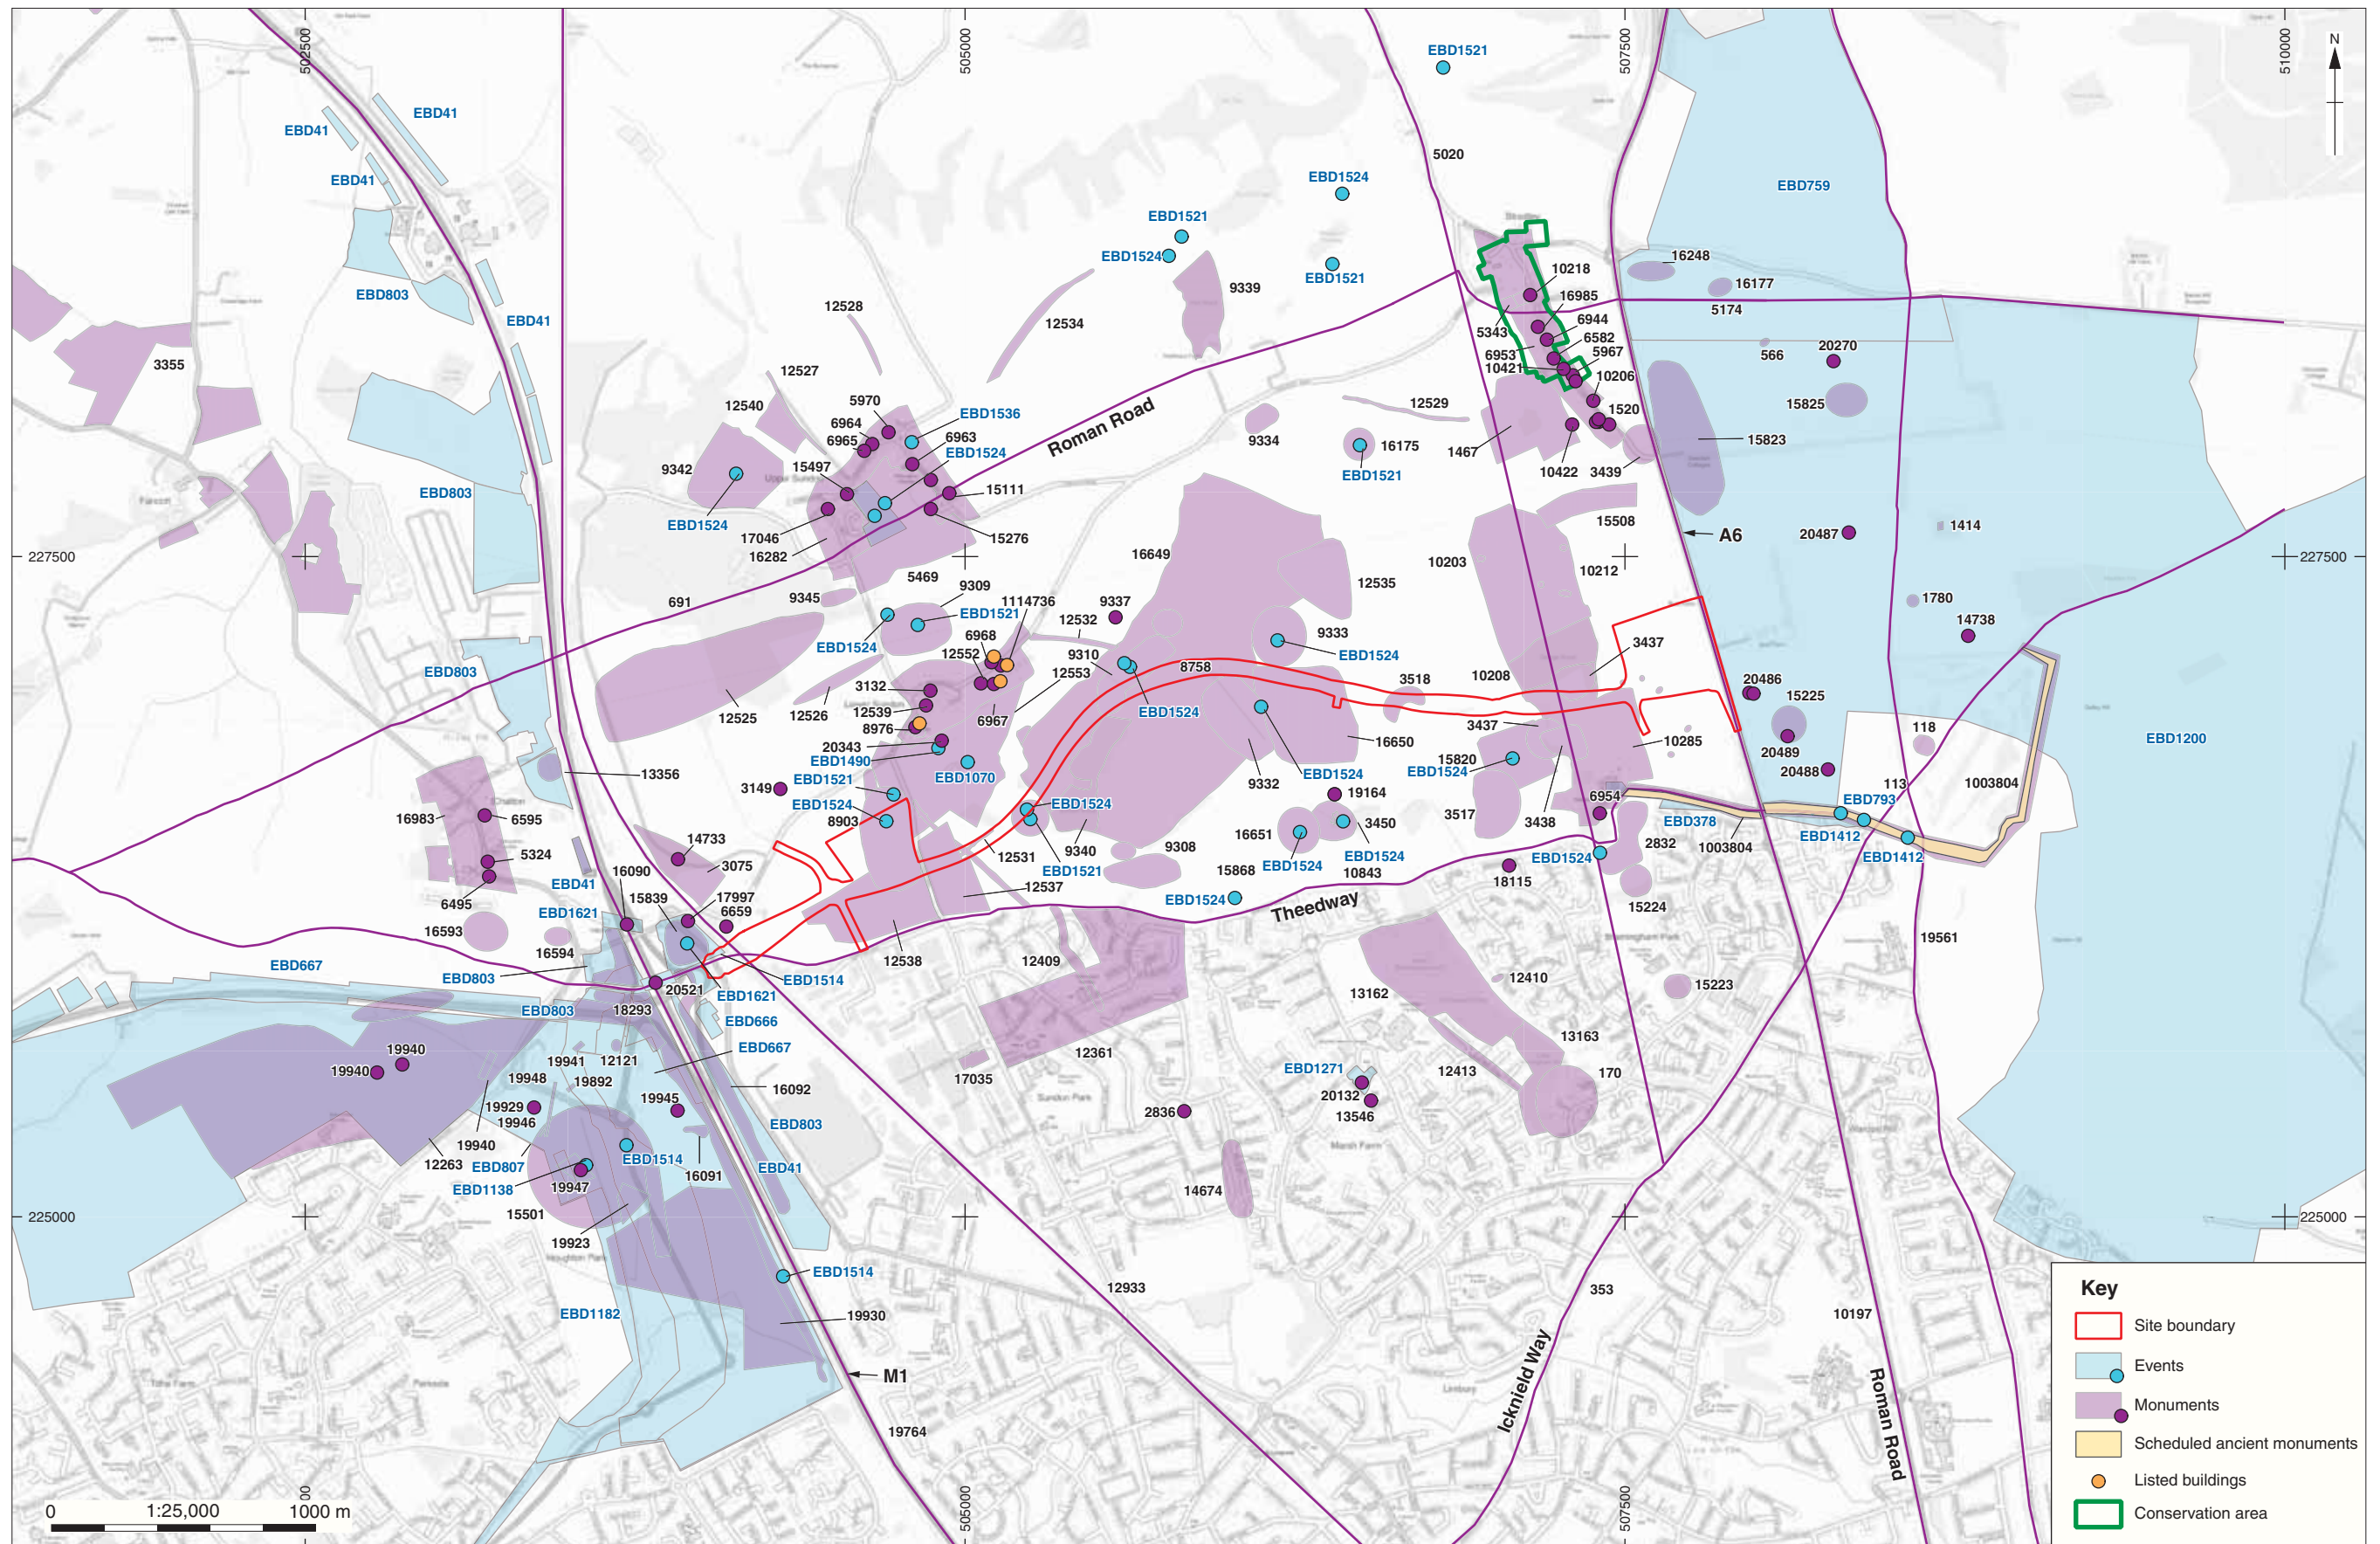 502500
505000
507500
510000
N
EBD1521
EBD41
EBD41
EBD41
5020
EBD1524
EBD759
EBD1521
EBD1524
EBD1521
EBD803
EBD41
9339
12528
12534
10218
16985
6944
6582
5967
5343
6953
10421
10206
1520
16248
16177
5174
566
20270
15825
15823
3355
12527
12540
5970
EBD1536
6964
6965
6963
EBD1524
15497
9342
EBD1524
17046
16282
15111
15276
Roman Road
9334
12529
16175
EBD1521
1467
10422
3439
15508
A6
20487
1414
EBD803
227500
227500
16649
12535
10203
10212
5469
9309
9345
691
EBD1521
1114736
EBD1524
6968
12552
12532
9337
9310
12553
9333
EBD1524
8758
3437
1780
14738
EBD803
12525
12526
3132
12539
8976
20343
EBD1490
6967
EBD1070
EBD1524
3518
10208
3437
16650
15820
EBD1524
10285
20486
15225
20489
20488
118
EBD1200
13356
3149
EBD1521
EBD1524
8903
EBD1524
9332
EBD1524
19164
3450
16651
EBD1524
EBD1524
10843
3517
3438
6954
113
EBD793
1003804
EBD378
1003804
EBD1412
EBD1412
2832
16983
6595
5324
6495
14733
3075
12531
9340
EBD1521
9308
15868
EBD1524
Theedway
18115
EBD1524
15224
EBD41
16090
15839
17997
6659
EBD1621
16593
16594
12537
12538
12409
EBD1514
EBD1621
EBD667
EBD803
20521
EBD803
18293
EBD666
EBD667
13162
12410
15223
19561
19940
19940
19941
12121
19948
19892
19929
19946
19945
16092
EBD803
17035
12361
Sundon Park
EBD1271
20132
13546
2836
12413
13163
170
19940
12263
EBD807
EBD1138
19947
EBD1514
16091
EBD41
15501
14674
225000
225000
19923
EBD1514
EBD1182
19930
12933
353
10197
M1
19764
Icknield Way
Roman Road
Key
Site boundary
Events
Monuments
Scheduled ancient monuments
Listed buildings
Conservation area
0
1:25,000
1000 m
505000
507500